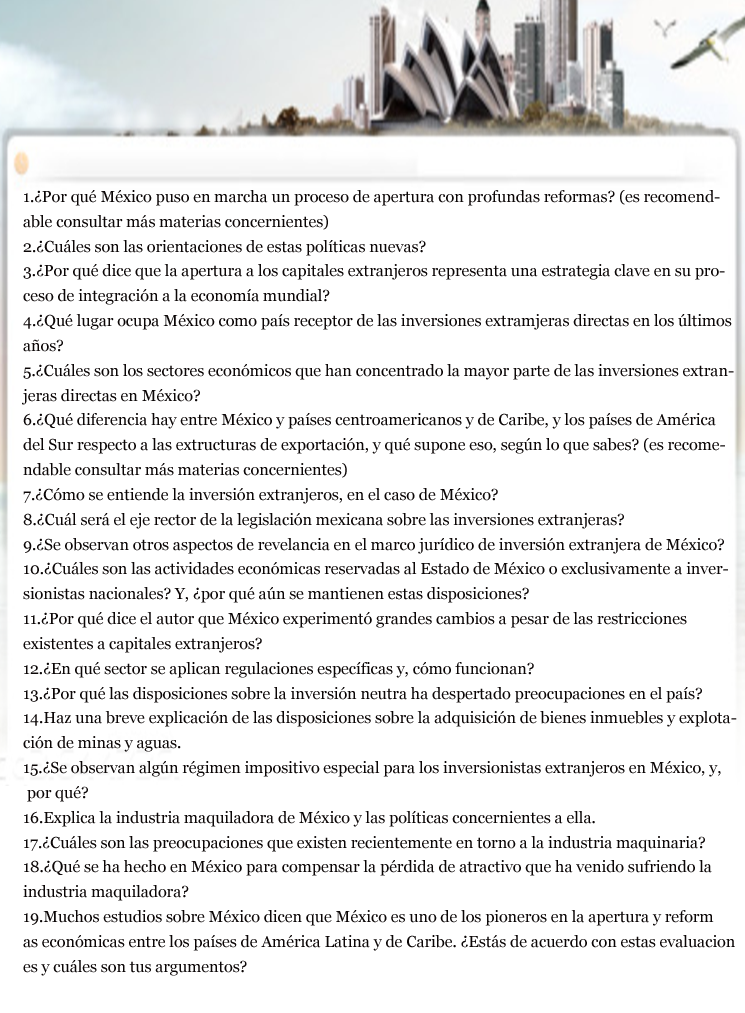 1.¿Por qué México puso en marcha un proceso de apertura con profundas reformas? (es recomend-
able consultar más materias concernientes)
2.¿Cuáles son las orientaciones de estas políticas nuevas?
3.¿Por qué dice que la apertura a los capitales extranjeros representa una estrategia clave en su pro-
ceso de integración a la economía mundial?
4.¿Qué lugar ocupa México como país receptor de las inversiones extramjeras directas en los últimos
años?
5.¿Cuáles son los sectores económicos que han concentrado la mayor parte de las inversiones extran-
jeras directas en México?
6.¿Qué diferencia hay entre México y países centroamericanos y de Caribe, y los países de América
del Sur respecto a las extructuras de exportación, y qué supone eso, según lo que sabes? (es recome-
ndable consultar más materias concernientes)
7.¿Cómo se entiende la inversión extranjeros, en el caso de México?
8.¿Cuál será el eje rector de la legislación mexicana sobre las inversiones extranjeras?
9.¿Se observan otros aspectos de revelancia en el marco jurídico de inversión extranjera de México?
10.¿Cuáles son las actividades económicas reservadas al Estado de México o exclusivamente a inver-
sionistas nacionales? Y, ¿por qué aún se mantienen estas disposiciones?
11.¿Por qué dice el autor que México experimentó grandes cambios a pesar de las restricciones
existentes a capitales extranjeros?
12.¿En qué sector se aplican regulaciones específicas y, cómo funcionan?
13.¿Por qué las disposiciones sobre la inversión neutra ha despertado preocupaciones en el país?
14.Haz una breve explicación de las disposiciones sobre la adquisición de bienes inmuebles y explota-
ción de minas y aguas.
15.¿Se observan algún régimen impositivo especial para los inversionistas extranjeros en México, y,
por qué?
16.Explica la industria maquiladora de México y las políticas concernientes a ella.
17.¿Cuáles son las preocupaciones que existen recientemente en torno a la industria maquinaria?
18.¿Qué se ha hecho en México para compensar la pérdida de atractivo que ha venido sufriendo la
industria maquiladora?
19.Muchos estudios sobre México dicen que México es uno de los pioneros en la apertura y reform
as económicas entre los países de América Latina y de Caribe. ¿Estás de acuerdo con estas evaluacion
es y cuáles son tus argumentos?